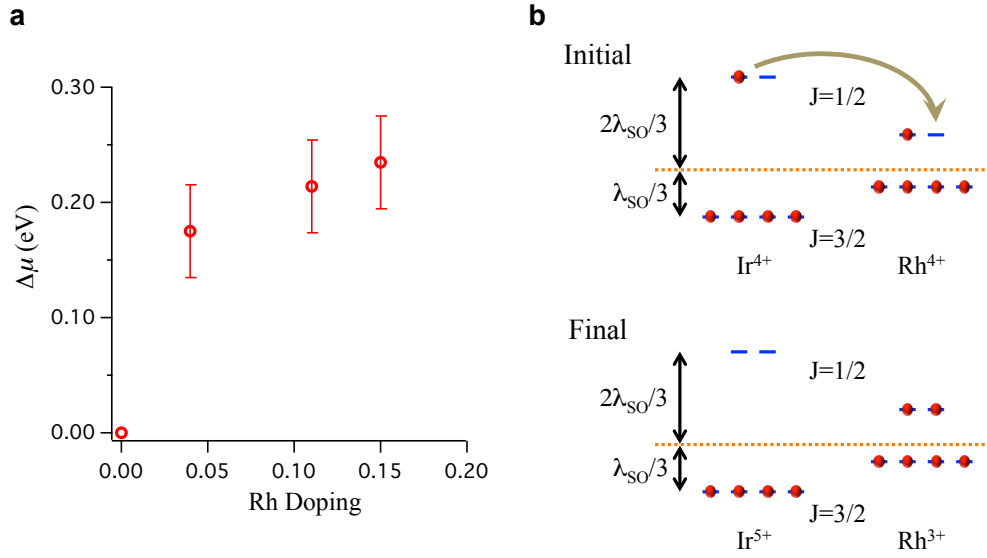 a
0.30
0.20
0.10
0.00
Δμ (eV)
0.00 0.05 0.10 0.15 0.20
Rh Doping
b
Initial
J=1/2
2λSO/3
λSO/3
J=3/2
Ir4+ Rh4+
Final
J=1/2
2λSO/3
λSO/3
J=3/2
Ir5+ Rh3+